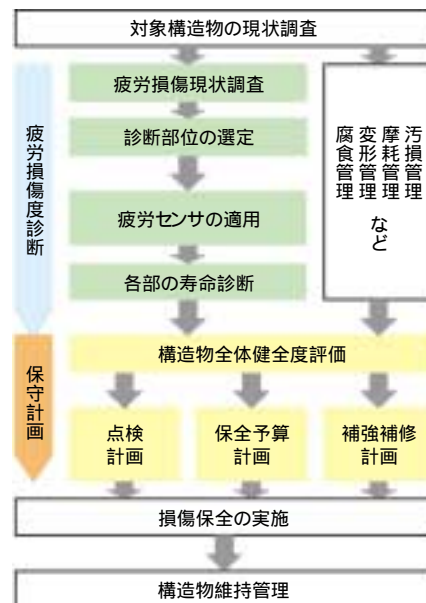 対象構造物の現状調査
疲労損傷度診断
疲労損傷現状調査
診断部位の選定
疲労センサの適用
各部の寿命診断
汚損管理
摩耗管理
変形管理
腐食管理
など
保守計画
構造物全体健全度評価
点検
計画
保全予算
計画
補強補修
計画
損傷保全の実施
構造物維持管理